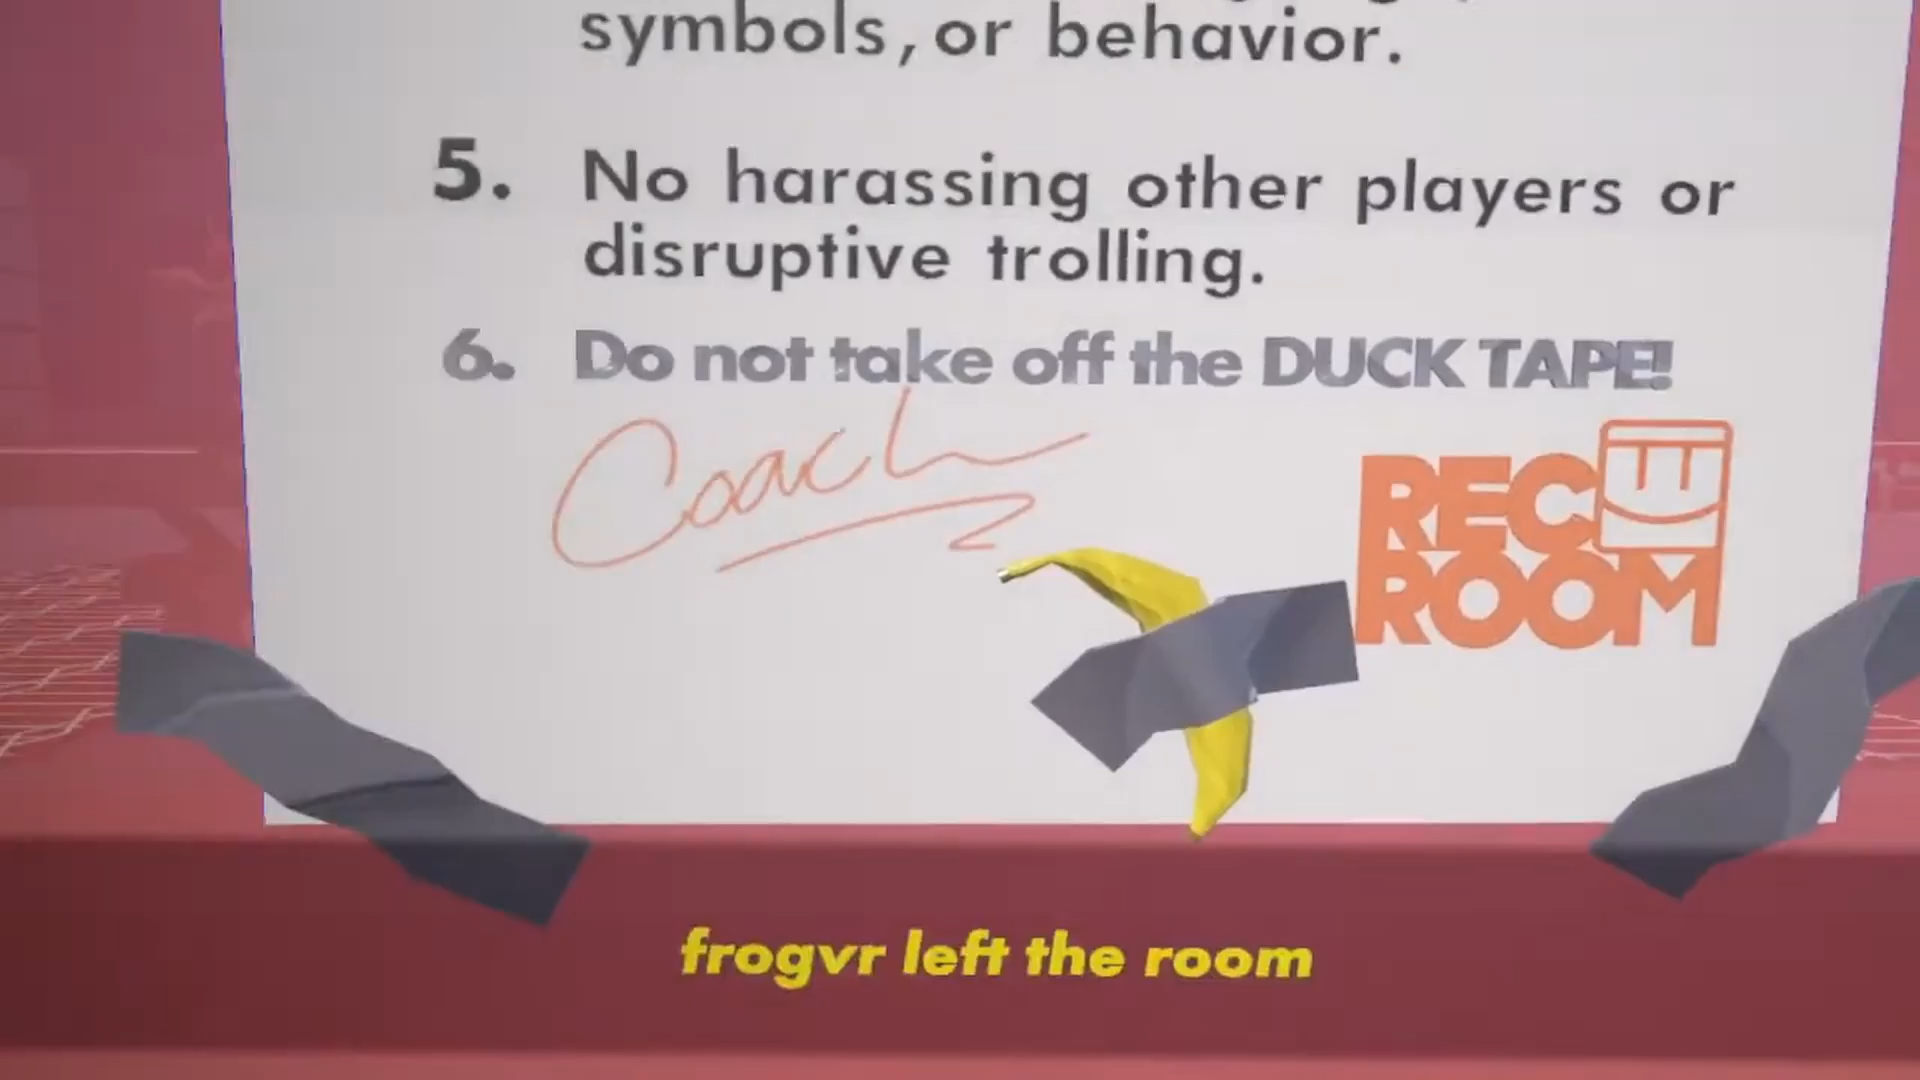 symbols, or behavior.
5. No harassing other players or
disruptive trolling.
6. Do not take off the DUCK TAPE!
Coach
REC
ROOM
frogvr left the room